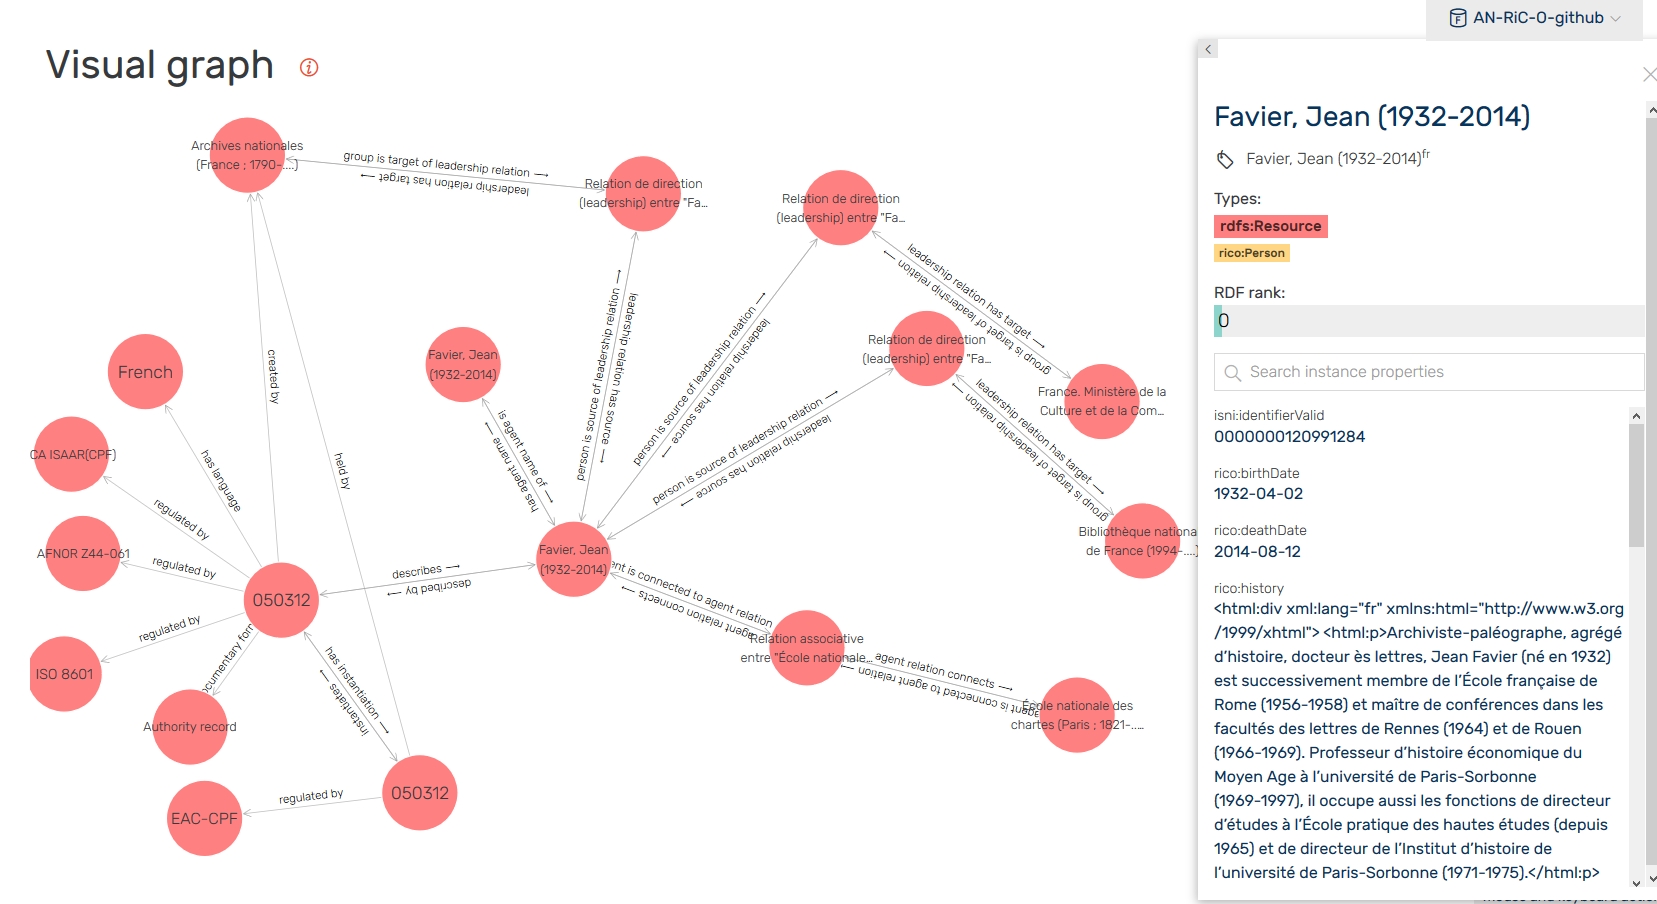 AN-RiC-O-github
Visual graph
Archives nationales
(France ; 1790-....)
group is target of leadership relation ⟶
leadership relation has target ⟶
Relation de direction
(leadership) entre "Fa...
Relation de direction
(leadership) entre "Fa...
leadership relation has target ⟶
group is target of leadership relation ⟶
person is source of leadership relation ⟶
leadership relation has source ⟶
person is source of leadership relation ⟶
leadership relation has source ⟶
Relation de direction
(leadership) entre "Fa...
France. Ministère de la
Culture et de la Com...
leadership relation has target ⟶
group is target of leadership relation ⟶
person is source of leadership relation ⟶
leadership relation has source ⟶
Bibliothèque nationa
de France (1994-....)
Favier, Jean
(1932-2014)
is agent name of ⟶
has agent name ⟶
created by
held by
French
has language
CA ISAAR(CPF)
regulated by
AFNOR Z44-061
regulated by
050312
describes ⟶
described by ⟶
Favier, Jean
(1932-2014)
ent is connected to agent relation
agent relation connects ⟶
Relation associative
entre "École nationale...
agent relation connects ⟶
agent is connected to agent relation ⟶
École nationale des
chartes (Paris ; 1821-.....
regulated by
ISO 8601
ocumentary forn
Authority record
has instantiation ⟶
instantiates ⟶
050312
regulated by
EAC-CPF
Favier, Jean (1932-2014)
Favier, Jean (1932-2014)fr
Types:
rdfs:Resource
rico:Person
RDF rank:
0
Search instance properties
isni:identifierValid
0000000120991284
rico:birthDate
1932-04-02
rico:deathDate
2014-08-12
rico:history
<html:div xml:lang="fr" xmlns:html="http://www.w3.org
/1999/xhtml"> <html:p>Archiviste-paléographe, agrégé
d’histoire, docteur ès lettres, Jean Favier (né en 1932)
est successivement membre de l’École française de
Rome (1956-1958) et maître de conférences dans les
facultés des lettres de Rennes (1964) et de Rouen
(1966-1969). Professeur d’histoire économique du
Moyen Age à l’université de Paris-Sorbonne
(1969-1997), il occupe aussi les fonctions de directeur
d’études à l’École pratique des hautes études (depuis
1965) et de directeur de l’Institut d’histoire de
l’université de Paris-Sorbonne (1971-1975).</html:p>